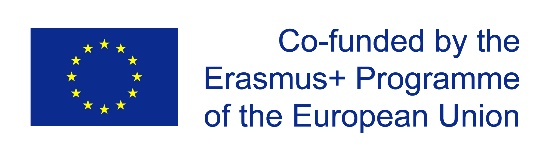 Co-funded by the
Erasmus+ Programme
of the European Union